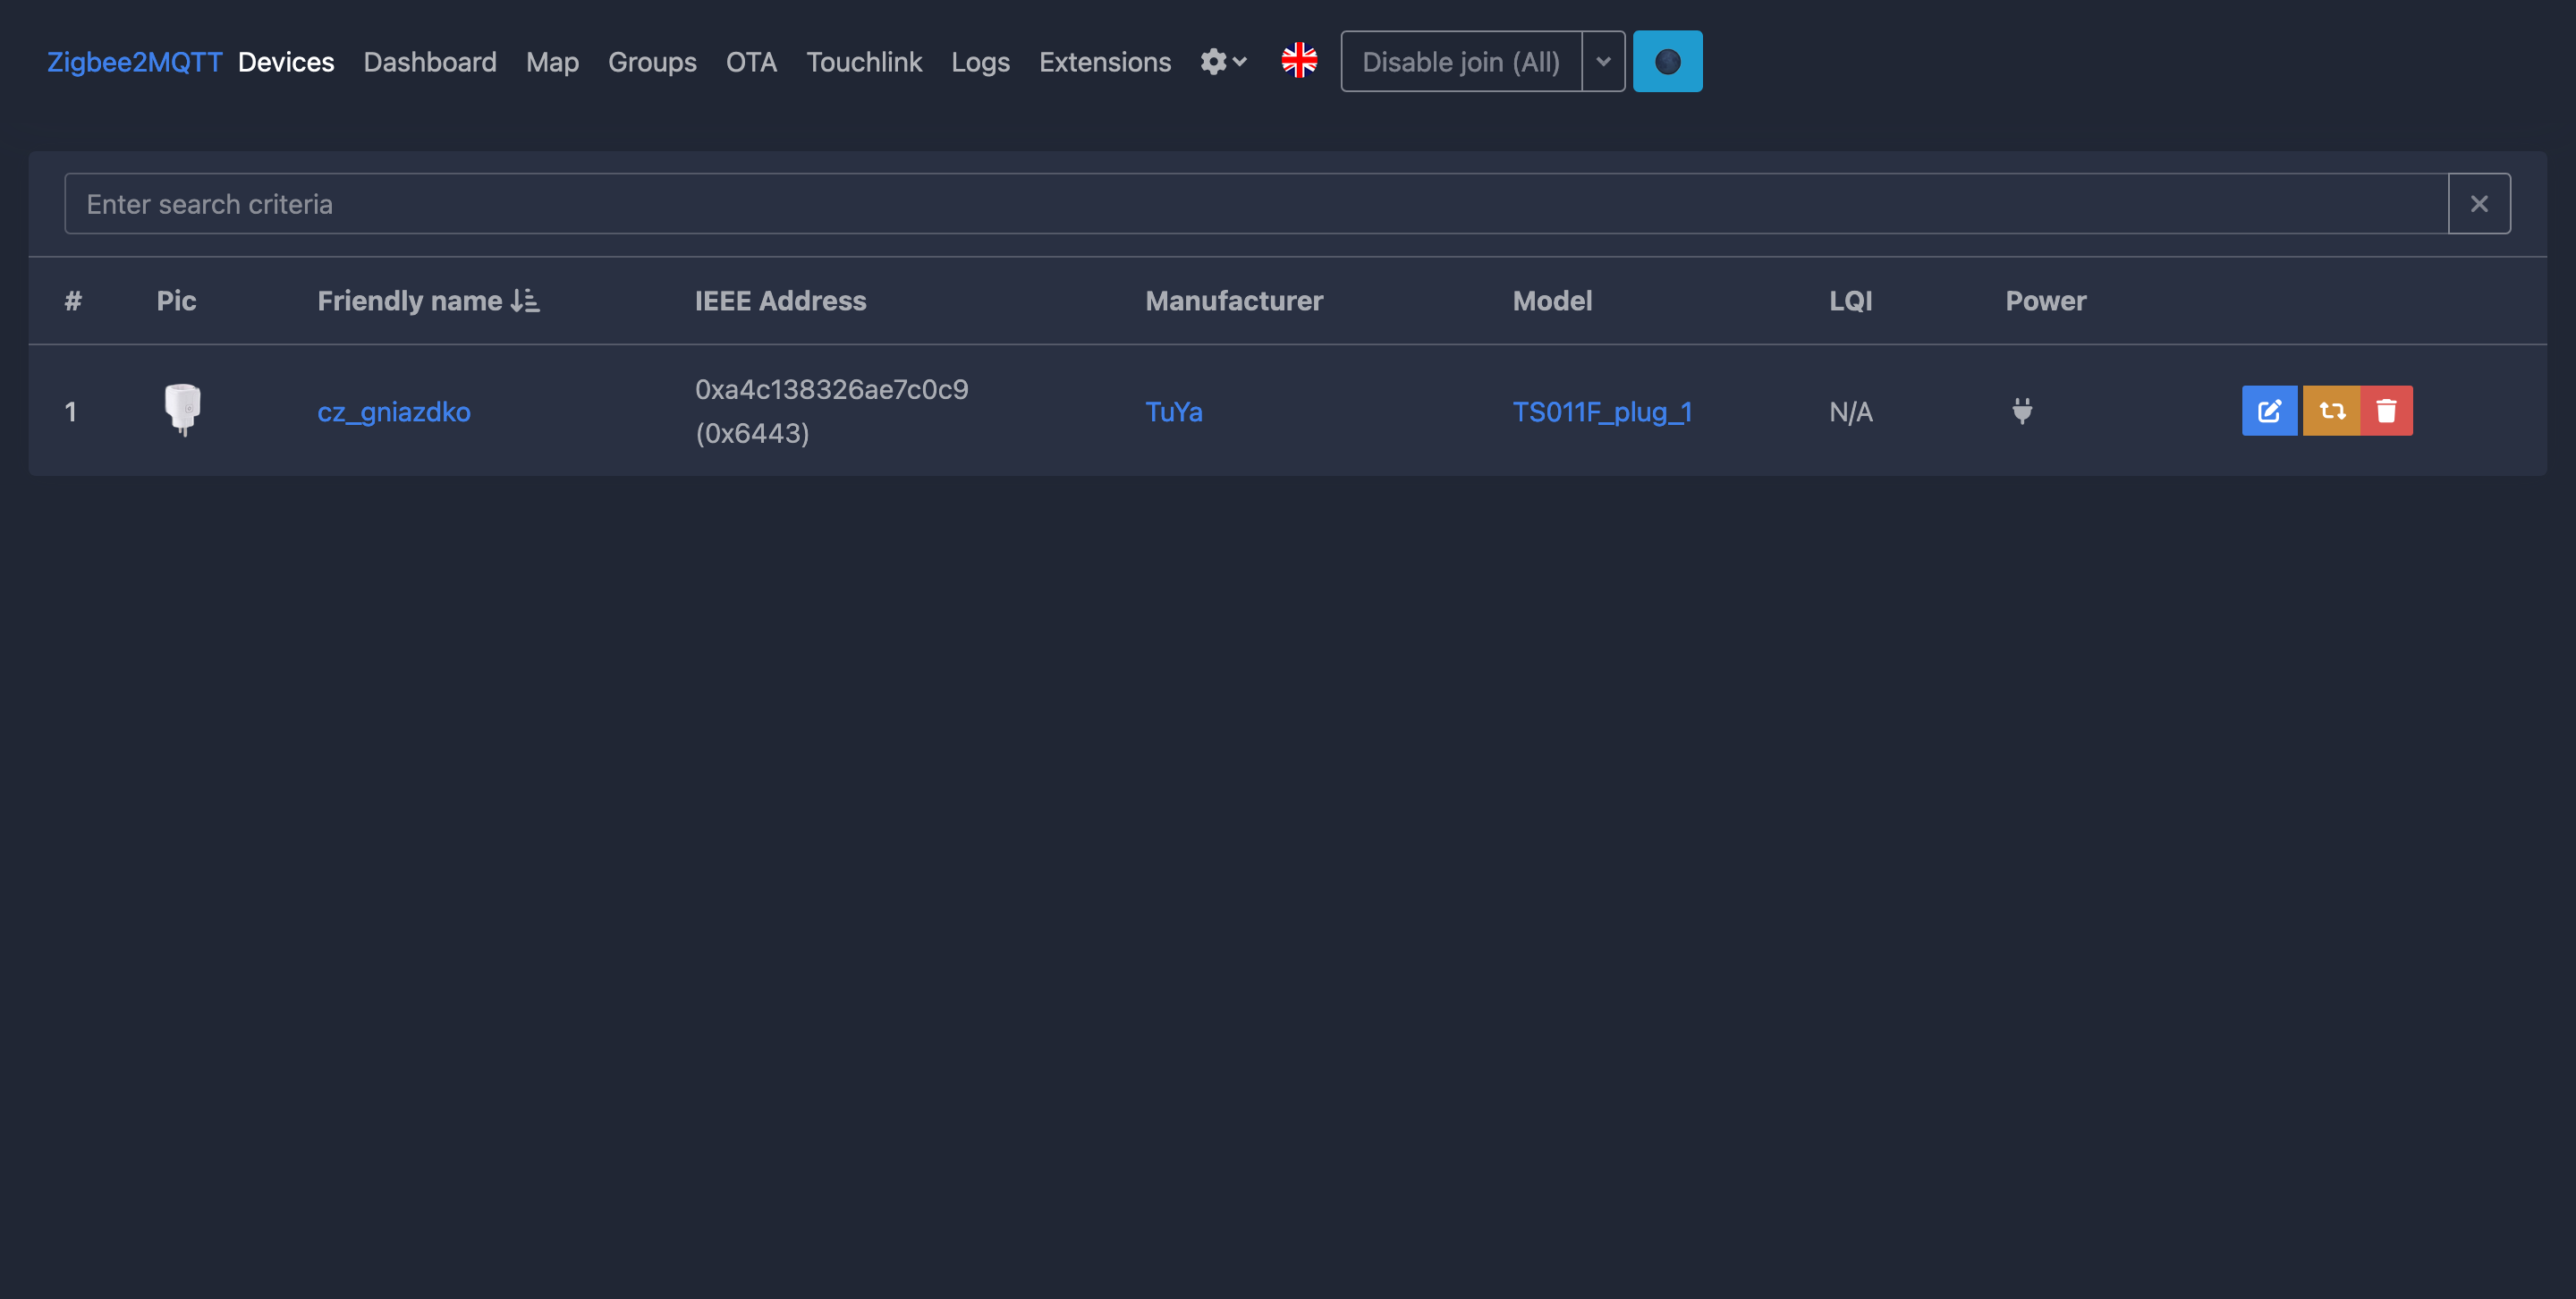 Zigbee2MQTT Devices Dashboard Map Groups OTA Touchlink Logs Extensions Disable join (All)
Enter search criteria
# Pic Friendly name IEEE Address Manufacturer Model LQI Power
1 cz_gniazdko 0xa4c138326ae7c0c9 (0x6443) TuYa TS011F_plug_1 N/A